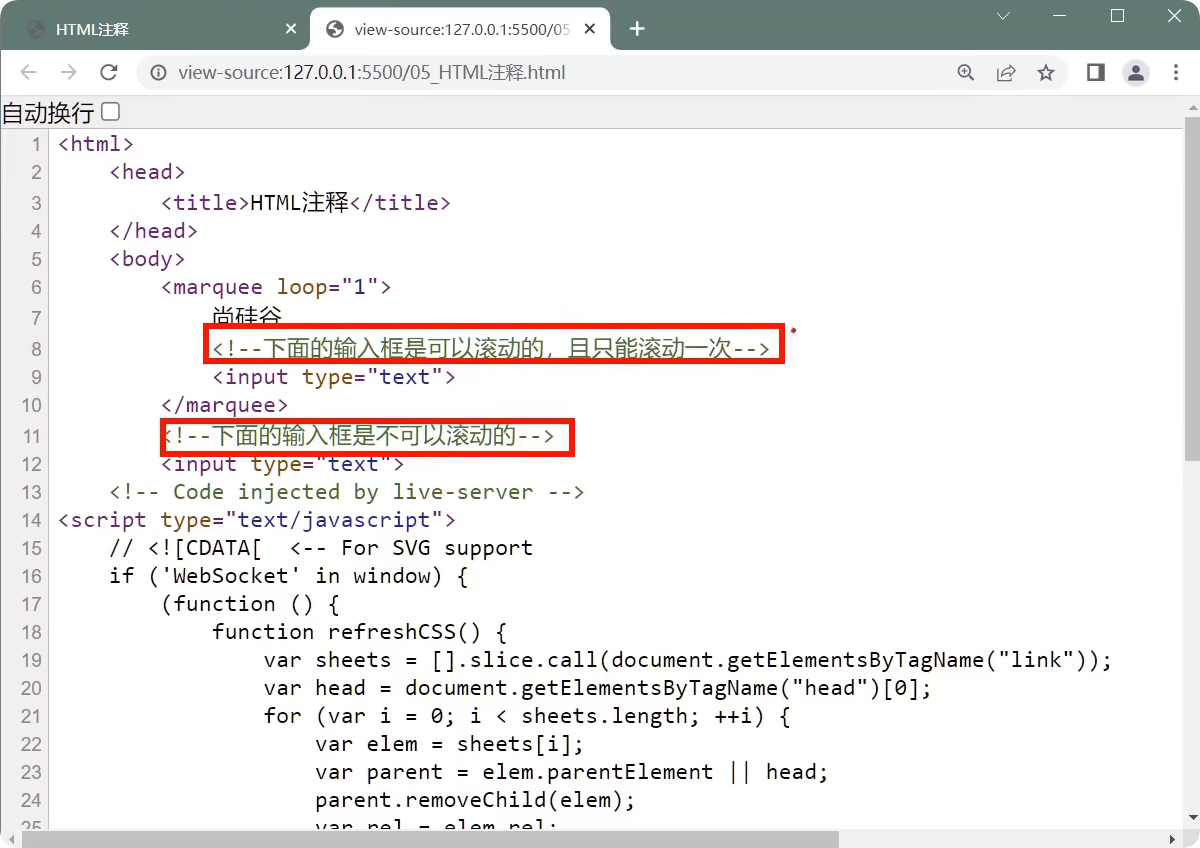 HTML注释
view-source:127.0.0.1:5500/05
view-source:127.0.0.1:5500/05_HTML注释.html
自动换行
1 <html>
2 <head>
3 <title>HTML注释</title>
4 </head>
5 <body>
6 <marquee loop="1">
7 尚硅谷
8 <!--下面的输入框是可以滚动的，且只能滚动一次-->
9 <input type="text">
10 </marquee>
11 <!--下面的输入框是不可以滚动的-->
12 <input type="text">
13 <!-- Code injected by live-server -->
14 <script type="text/javascript">
15 // <![CDATA[  <-- For SVG support
16 if ('WebSocket' in window) {
17 (function () {
18 function refreshCSS() {
19 var sheets = [].slice.call(document.getElementsByTagName("link"));
20 var head = document.getElementsByTagName("head")[0];
21 for (var i = 0; i < sheets.length; ++i) {
22 var elem = sheets[i];
23 var parent = elem.parentElement || head;
24 parent.removeChild(elem);
25 var rel = elem.rel;